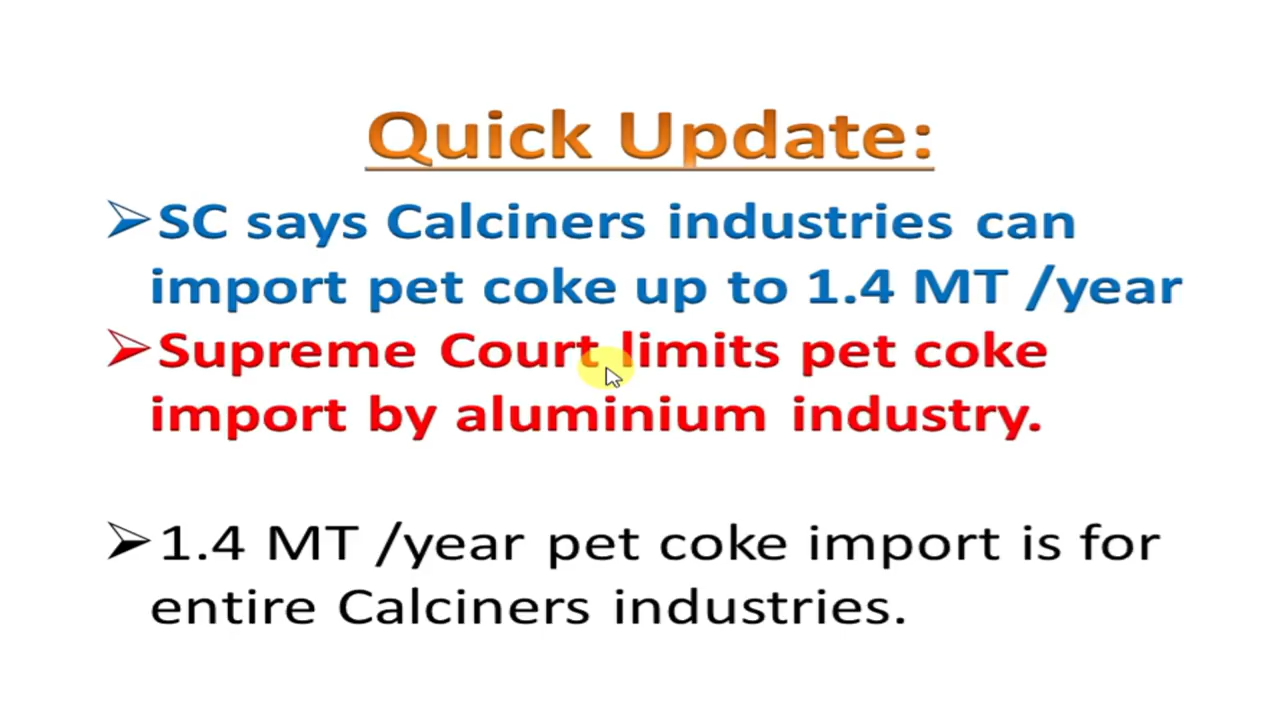 Quick Update:
➢SC says Calciners industries can
import pet coke up to 1.4 MT /year
➢Supreme Court limits pet coke
import by aluminium industry.
➢1.4 MT /year pet coke import is for
entire Calciners industries.